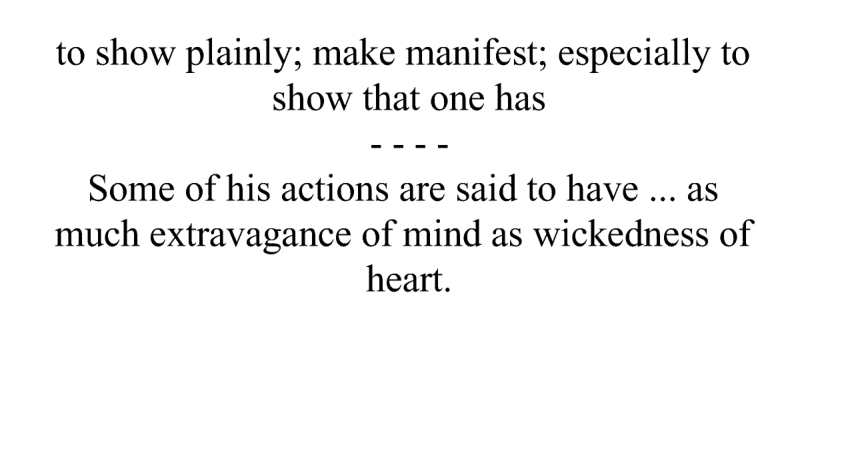 to show plainly; make manifest; especially to
show that one has
- - - -
Some of his actions are said to have ... as
much extravagance of mind as wickedness of
heart.